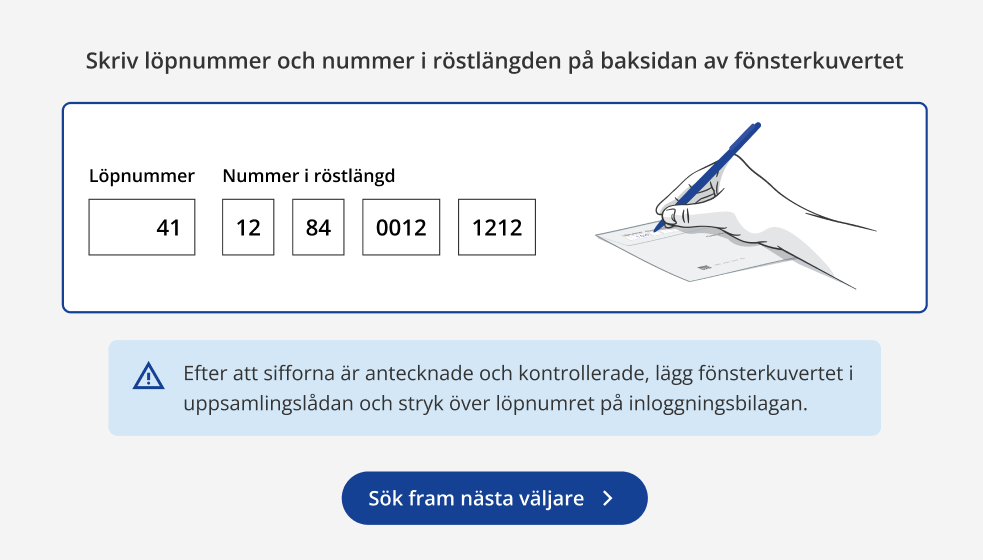 Skriv löpnummer och nummer i röstlängden på baksidan av fönsterkuvertet
Löpnummer Nummer i röstlängd
41 12 84 0012 1212
Efter att sifforna är antecknade och kontrollerade, lägg fönsterkuvertet i
uppsamlingslådan och stryk över löpnumret på inloggningsbilagan.
Sök fram nästa väljare